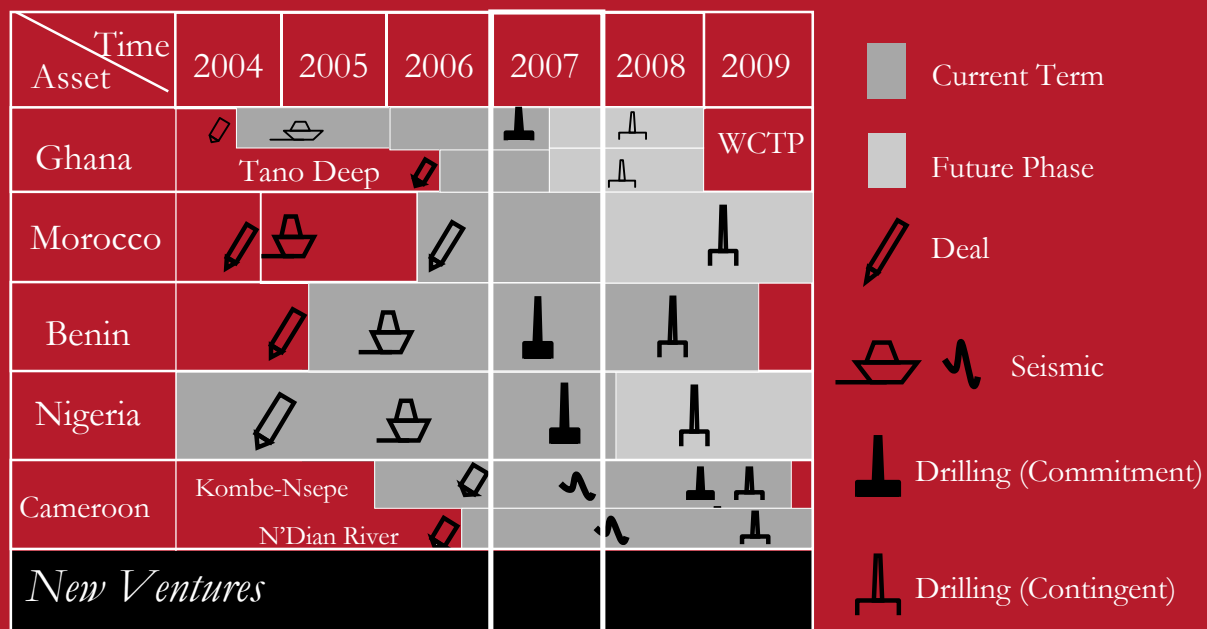 Time
Asset
2004
2005
2006
2007
2008
2009
Ghana
WCTP
Tano Deep
Morocco
Benin
Nigeria
Cameroon
Kombe-Nsepe
N'Dian River
New Ventures
Current Term
Future Phase
Deal
Seismic
Drilling (Commitment)
Drilling (Contingent)